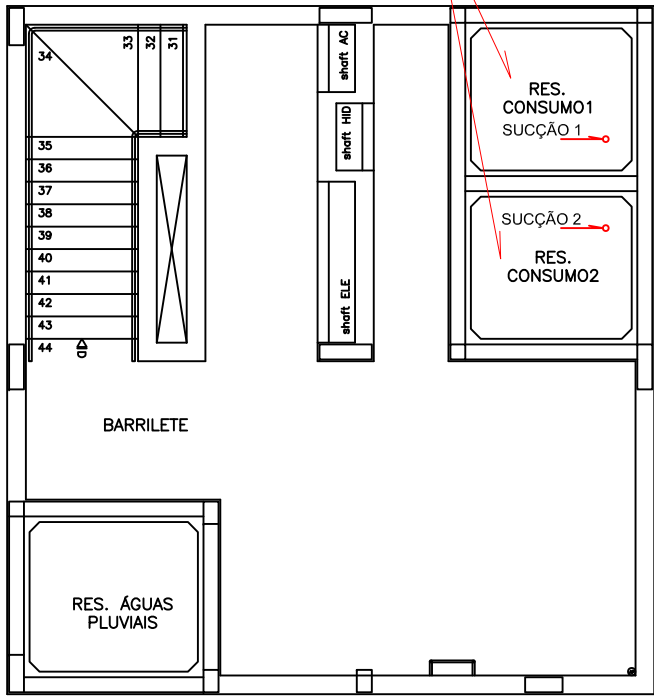 34
33
32
31
35
36
37
38
39
40
41
42
43
44
D
shaft AC
shaft HID
shaft ELE
RES.
CONSUMO1
SUCÇÃO 1
SUCÇÃO 2
RES.
CONSUMO2
BARRILETE
RES. ÁGUAS
PLUVIAIS